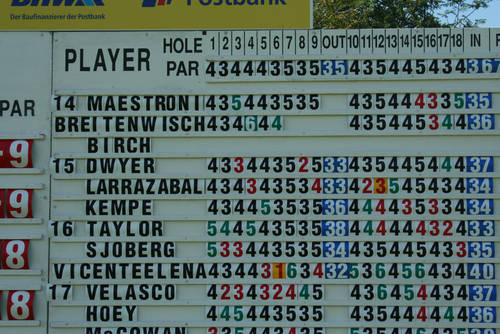 BHW Postbank
Der Baufinanzierer der Postbank
HOLE 1 2 3 4 5 6 7 8 9 OUT 10 11 12 13 14 15 16 17 18 IN
PLAYER
PAR 4 3 4 4 4 3 5 3 5 35 4 3 5 4 4 5 4 3 4 36
PAR
14 MAESTRONI 4 3 5 4 4 3 5 3 5 4 3 5 4 4 4 3 3 5 35
BREITENWISCH 4 3 4 6 4 4 4 3 5 4 4 5 3 4 4 36
BIRCH
-9
15 DWYER 4 3 3 4 4 3 5 2 5 33 4 3 5 4 4 5 4 4 4 37
LARRAZABAL 4 3 4 3 4 3 5 3 4 33 4 2 3 5 4 5 4 3 4 34
-9
KEMPE 4 3 4 4 5 3 5 3 5 36 4 4 4 3 5 3 3 4 34
16 TAYLOR 5 4 4 5 4 3 5 3 5 38 4 4 5 4 4 4 4 3 2 33
8
SJOBERG 5 3 3 4 4 3 5 3 5 34 4 3 5 4 4 5 4 3 3 35
VICENTEELENA 4 3 4 4 3 1 6 3 4 32 5 3 6 4 5 6 4 3 4 40
17 VELASCO 4 2 3 4 3 2 4 4 5 4 3 6 4 5 4 4 3 4 37
8
HOEY 4 4 5 4 4 3 5 3 5 4 3 5 4 4 4 4 4 4 36
McGOWAN